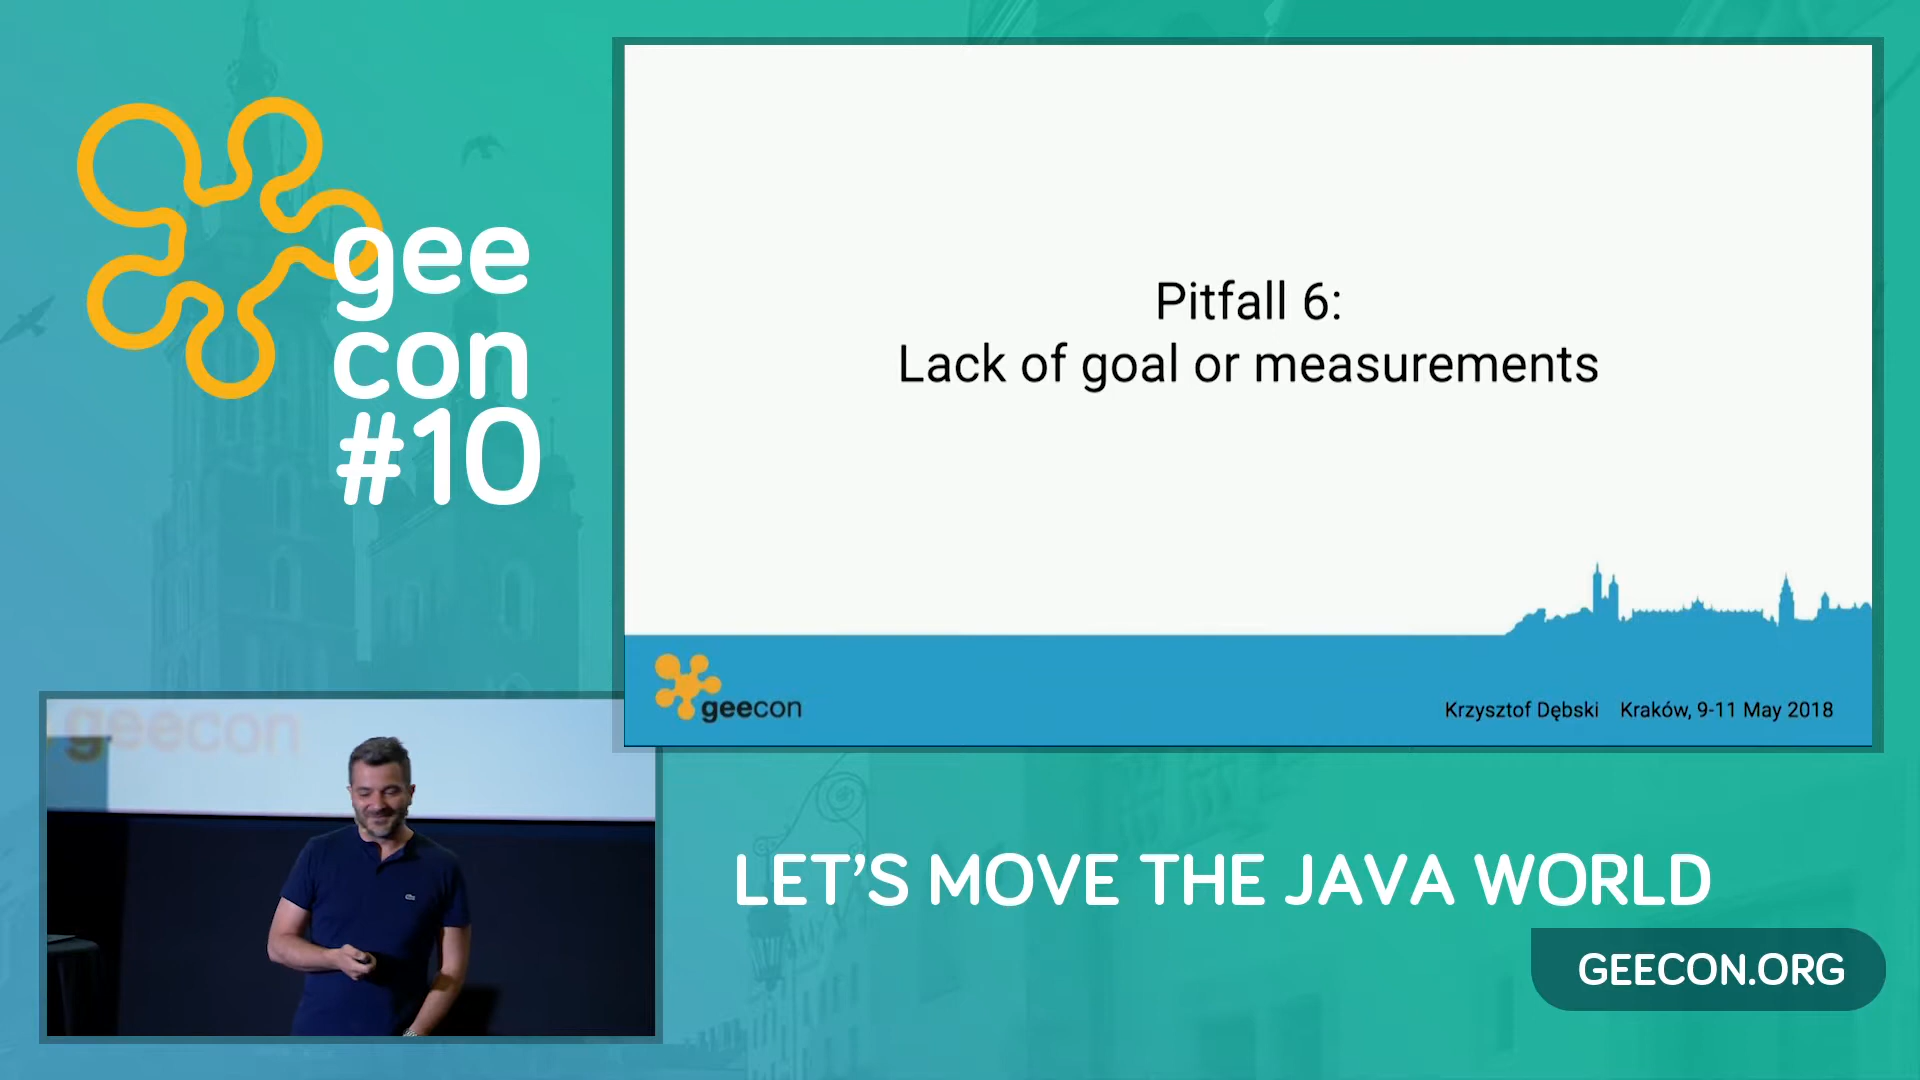 gee
con
#10
Pitfall 6:
Lack of goal or measurements
geecon
Krzysztof Dębski Kraków, 9-11 May 2018
geecon
LET'S MOVE THE JAVA WORLD
GEECON.ORG